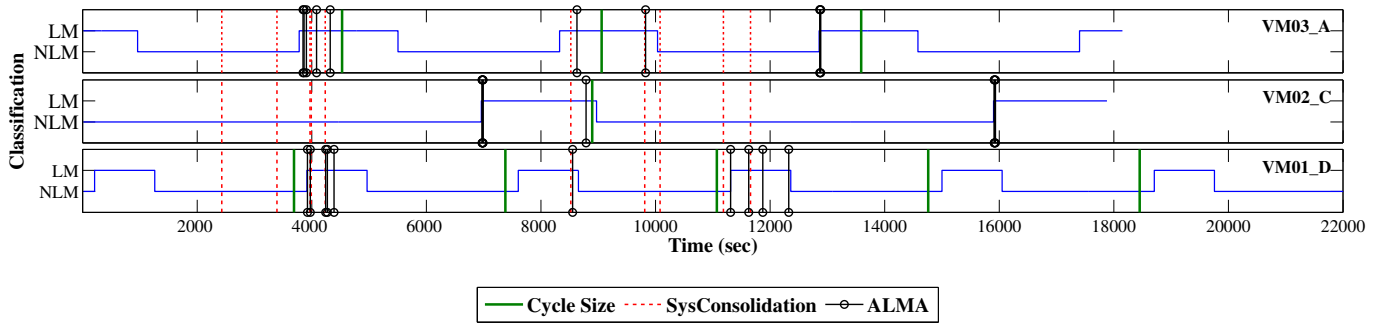 LM
NLM
VM03_A
LM
NLM
VM02_C
LM
NLM
VM01_D
Classification
2000 4000 6000 8000 10000 12000 14000 16000 18000 20000 22000
Time (sec)
Cycle Size SysConsolidation ALMA